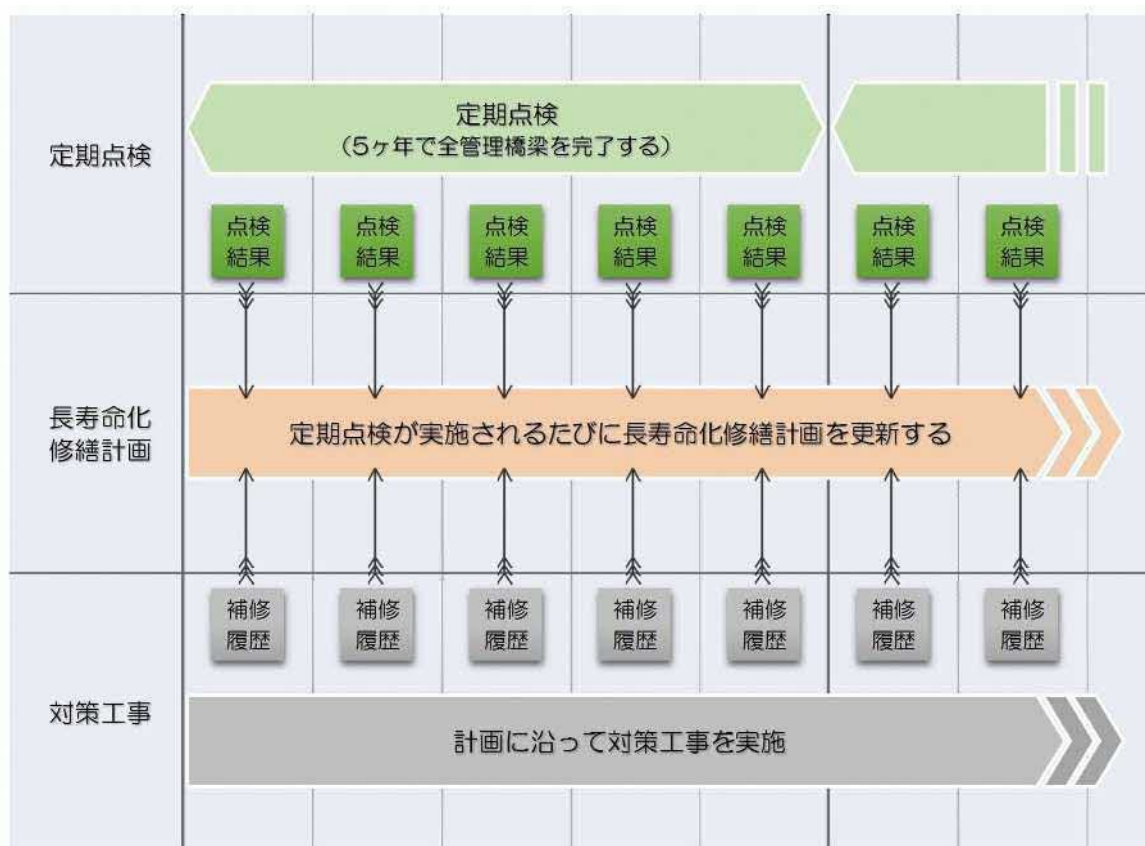 定期点検
定期点検
（5ヶ年で全管理橋梁を完了する）
点検
結果
点検
結果
点検
結果
点検
結果
点検
結果
点検
結果
点検
結果
長寿命化
修繕計画
定期点検が実施されるたびに長寿命化修繕計画を更新する
補修
履歴
補修
履歴
補修
履歴
補修
履歴
補修
履歴
補修
履歴
補修
履歴
対策工事
計画に沿って対策工事を実施